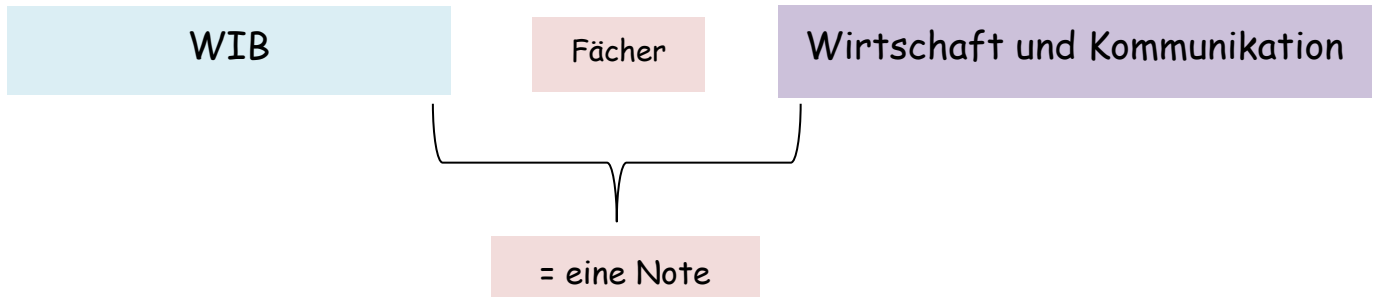 WIB
Fächer
Wirtschaft und Kommunikation
= eine Note